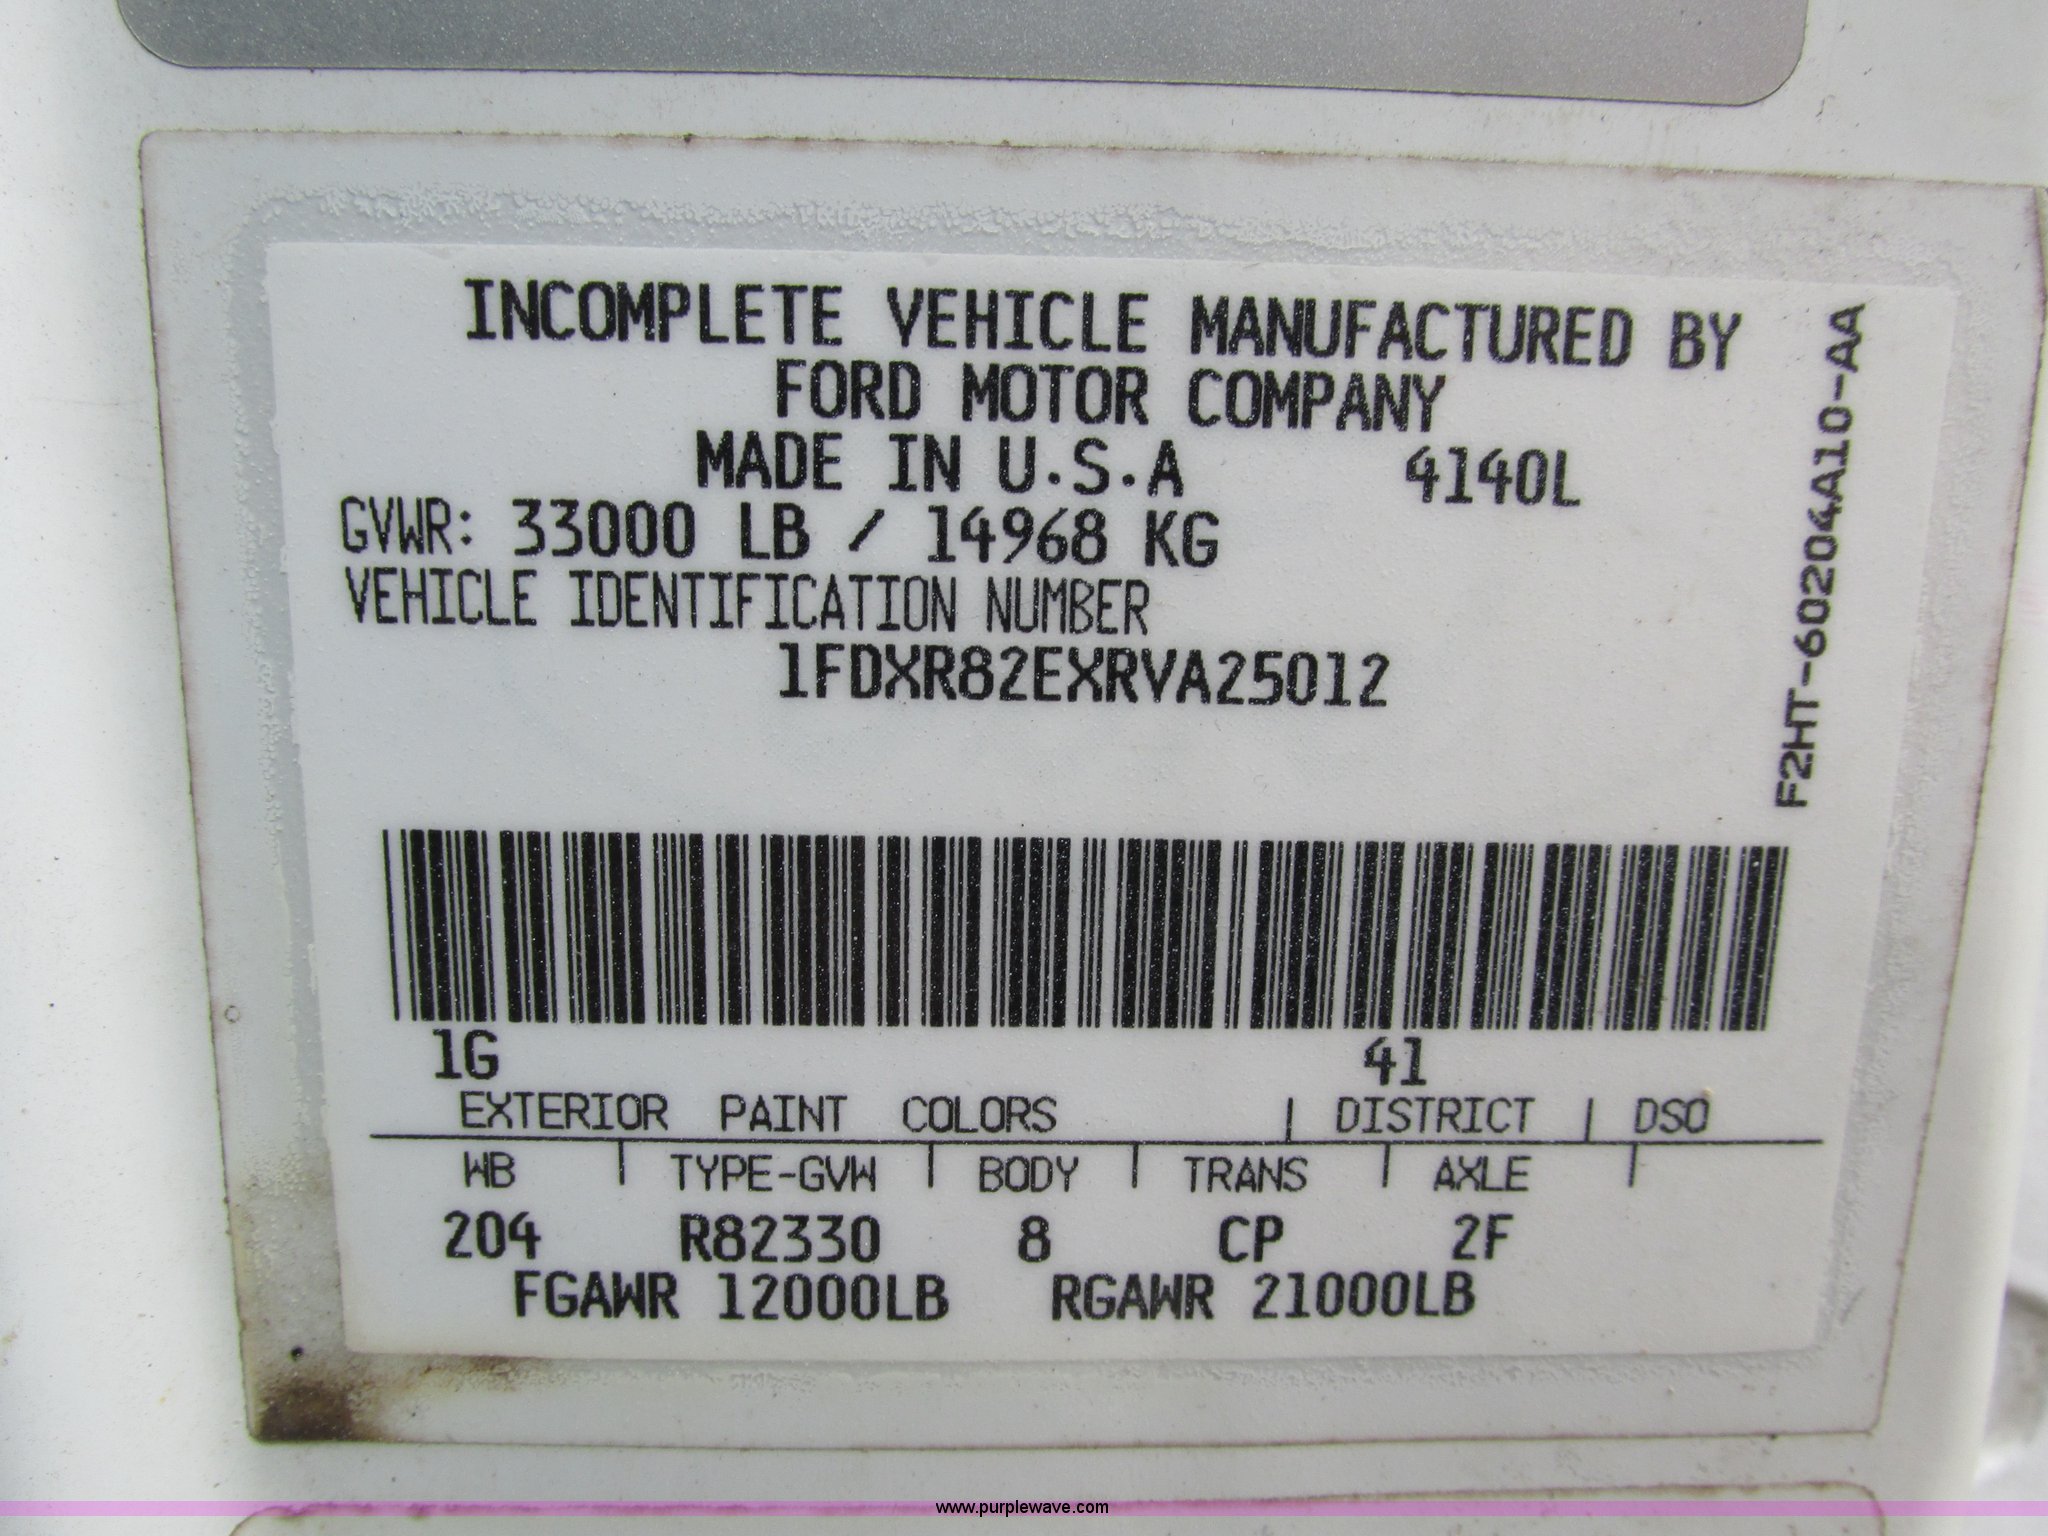 INCOMPLETE VEHICLE MANUFACTURED BY
FORD MOTOR COMPANY
MADE IN U.S.A 4140L
GVWR: 33000 LB / 14968 KG
VEHICLE IDENTIFICATION NUMBER
1FDXR82EXRVA25012
F2HT-60204A10-AA
1G 41
EXTERIOR PAINT COLORS | DISTRICT | DSO
WB | TYPE-GVW | BODY | TRANS | AXLE |
204 R82330 8 CP 2F
FGAWR 12000LB RGAWR 21000LB
www.purplewave.com